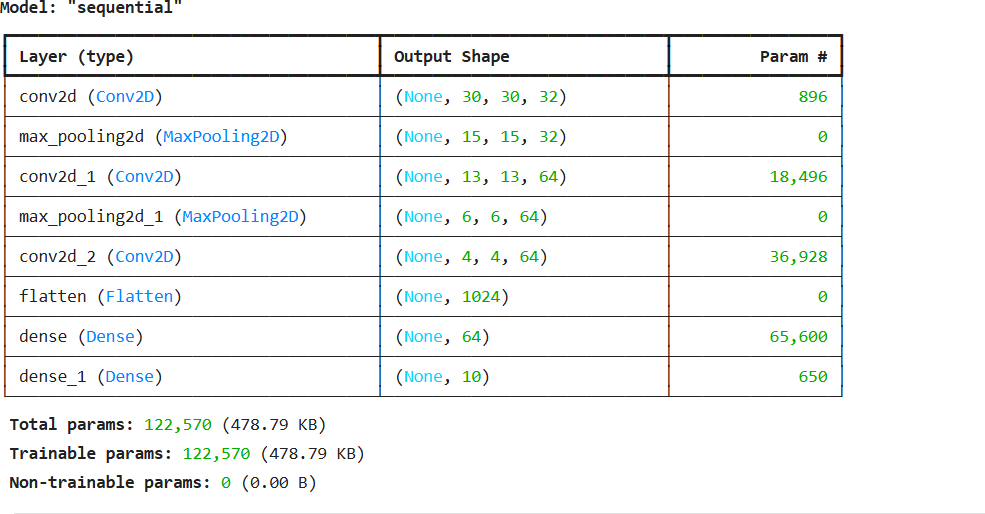 Model: "sequential"
Layer (type) Output Shape Param #
conv2d (Conv2D) (None, 30, 30, 32) 896
max_pooling2d (MaxPooling2D) (None, 15, 15, 32) 0
conv2d_1 (Conv2D) (None, 13, 13, 64) 18,496
max_pooling2d_1 (MaxPooling2D) (None, 6, 6, 64) 0
conv2d_2 (Conv2D) (None, 4, 4, 64) 36,928
flatten (Flatten) (None, 1024) 0
dense (Dense) (None, 64) 65,600
dense_1 (Dense) (None, 10) 650
Total params: 122,570 (478.79 KB)
Trainable params: 122,570 (478.79 KB)
Non-trainable params: 0 (0.00 B)